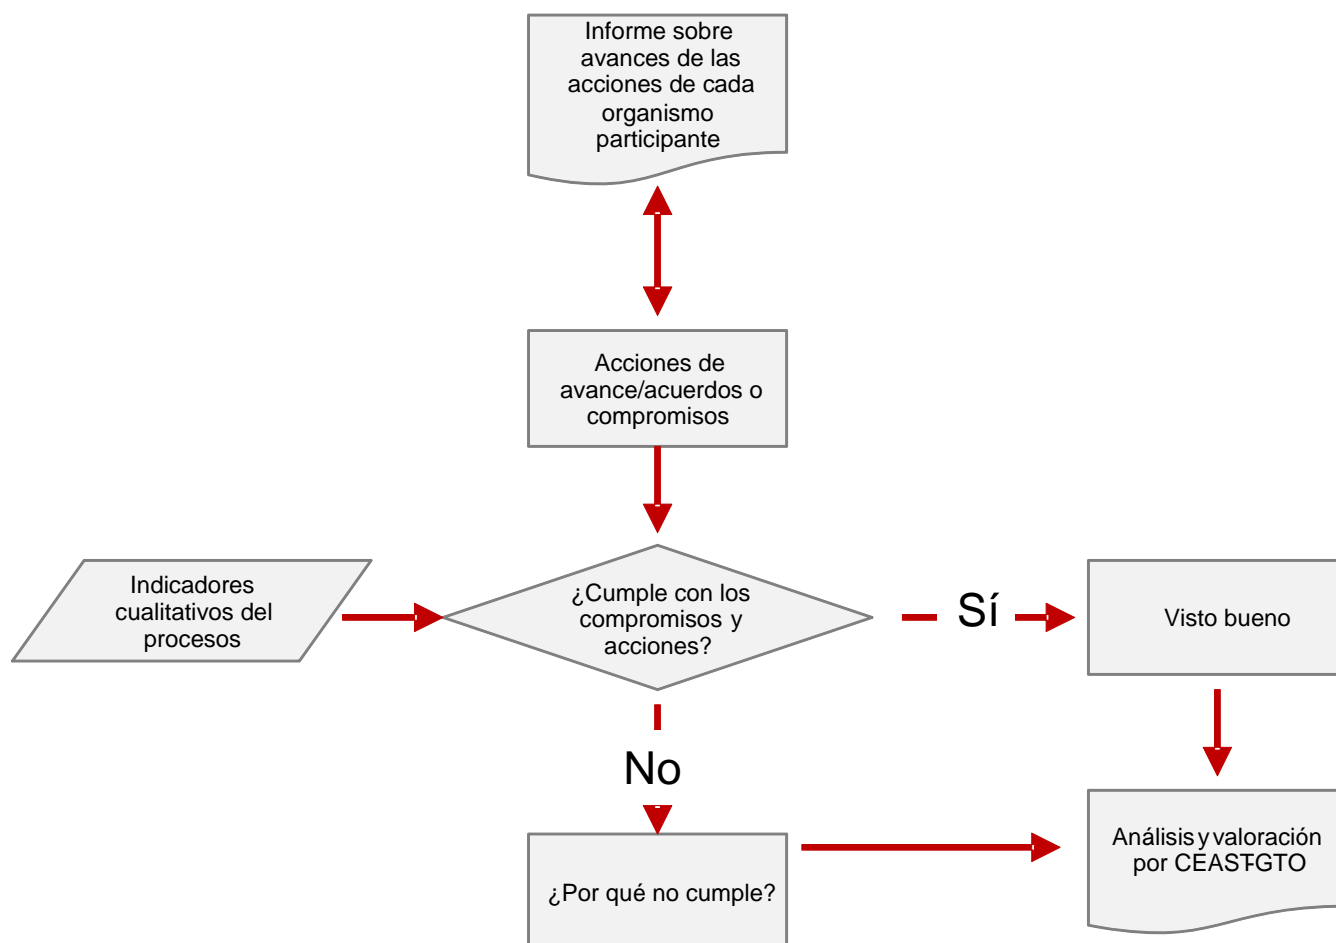 Informe sobre
avances de las
acciones de cada
organismo
participante
Acciones de
avance/acuerdos o
compromisos
Indicadores
cualitativos del
procesos
¿Cumple con los
compromisos y
acciones?
Sí
Visto bueno
No
¿Por qué no cumple?
Análisis y valoración
por CEAST-GTO